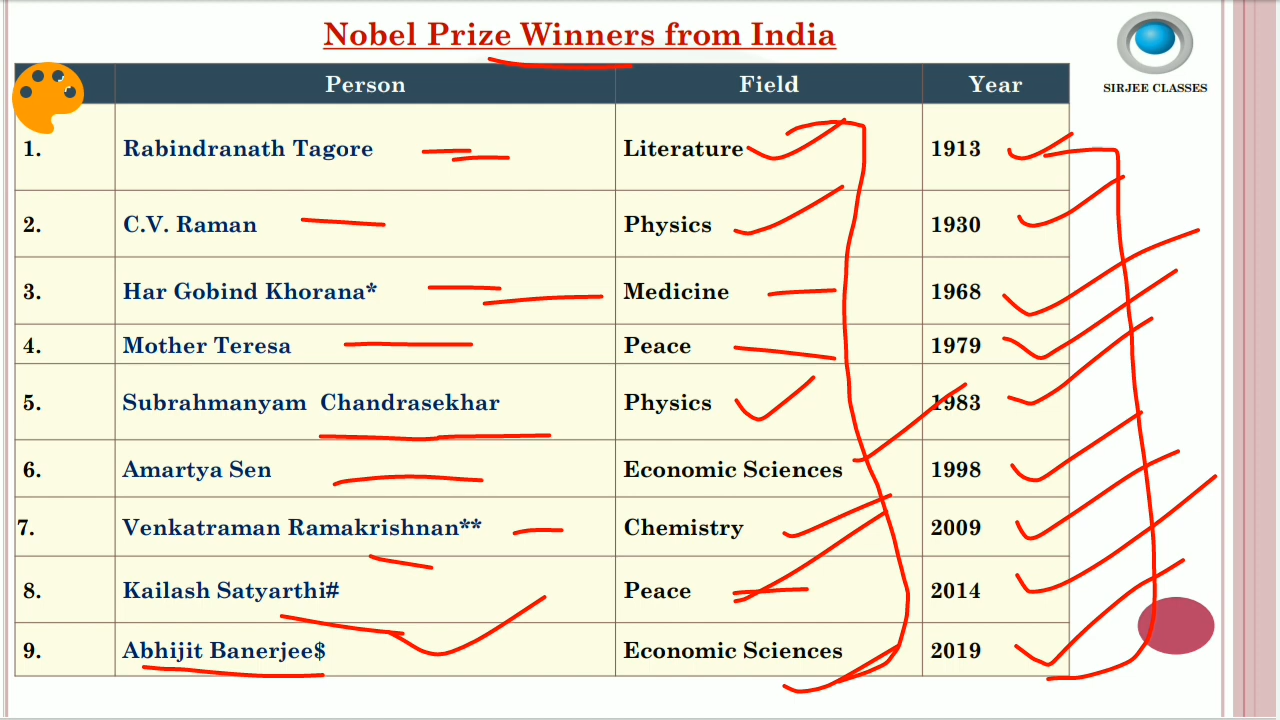 Nobel Prize Winners from India
SIRJEE CLASSES
Person Field Year
1. Rabindranath Tagore Literature 1913
2. C.V. Raman Physics 1930
3. Har Gobind Khorana* Medicine 1968
4. Mother Teresa Peace 1979
5. Subrahmanyam Chandrasekhar Physics 1983
6. Amartya Sen Economic Sciences 1998
7. Venkatraman Ramakrishnan** Chemistry 2009
8. Kailash Satyarthi# Peace 2014
9. Abhijit Banerjee$ Economic Sciences 2019